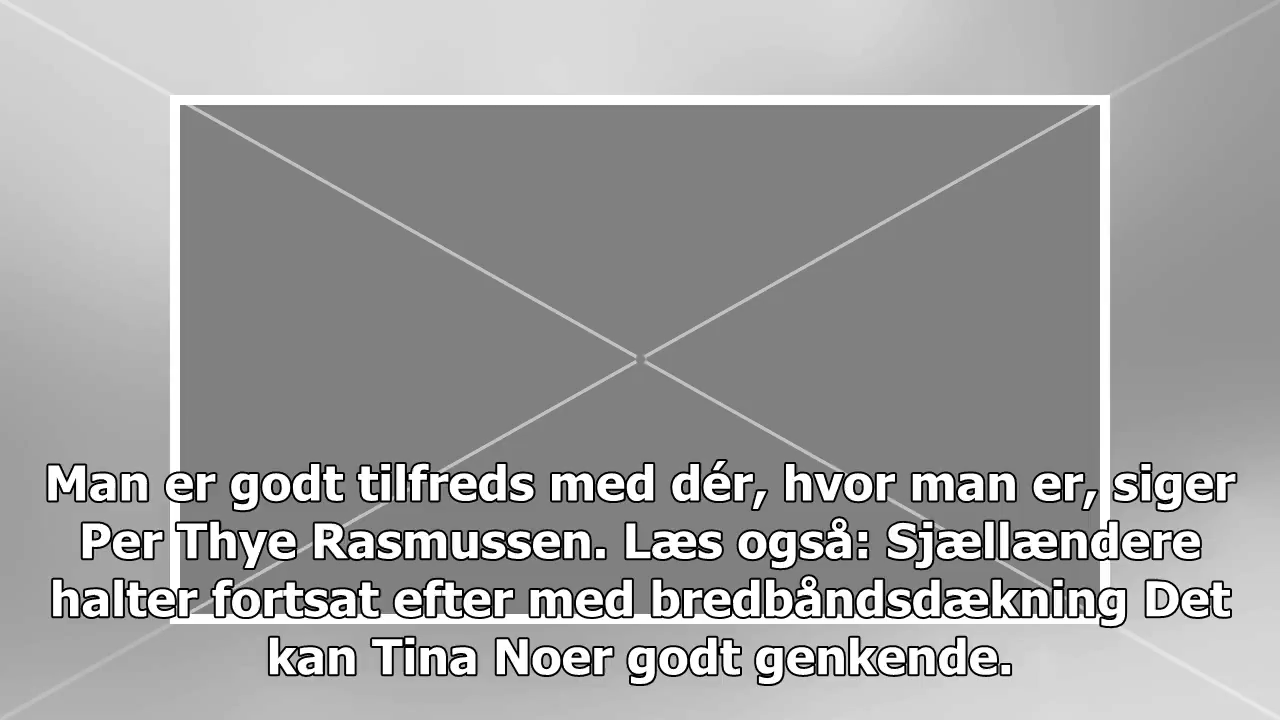 Man er godt tilfreds med dér, hvor man er, siger
Per Thye Rasmussen. Læs også: Sjællændere
halter fortsat efter med bredbåndsdækning Det
kan Tina Noer godt genkende.